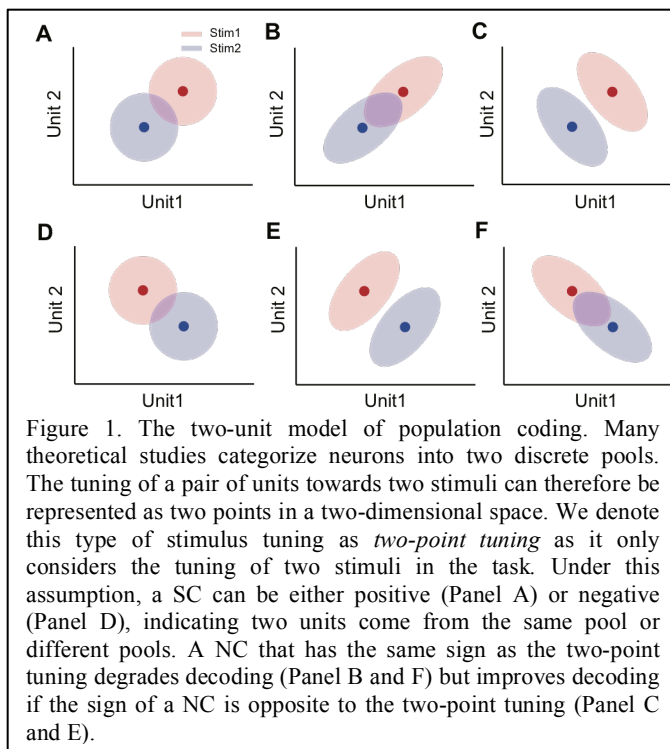 A Stim1 B C
Stim2
Unit 2 Unit 2 Unit 2
Unit1 Unit1 Unit1
D E F
Unit 2 Unit 2 Unit 2
Unit1 Unit1 Unit1
Figure 1. The two-unit model of population coding. Many
theoretical studies categorize neurons into two discrete pools.
The tuning of a pair of units towards two stimuli can therefore be
represented as two points in a two-dimensional space. We denote
this type of stimulus tuning as two-point tuning as it only
considers the tuning of two stimuli in the task. Under this
assumption, a SC can be either positive (Panel A) or negative
(Panel D), indicating two units come from the same pool or
different pools. A NC that has the same sign as the two-point
tuning degrades decoding (Panel B and F) but improves decoding
if the sign of a NC is opposite to the two-point tuning (Panel C
and E).